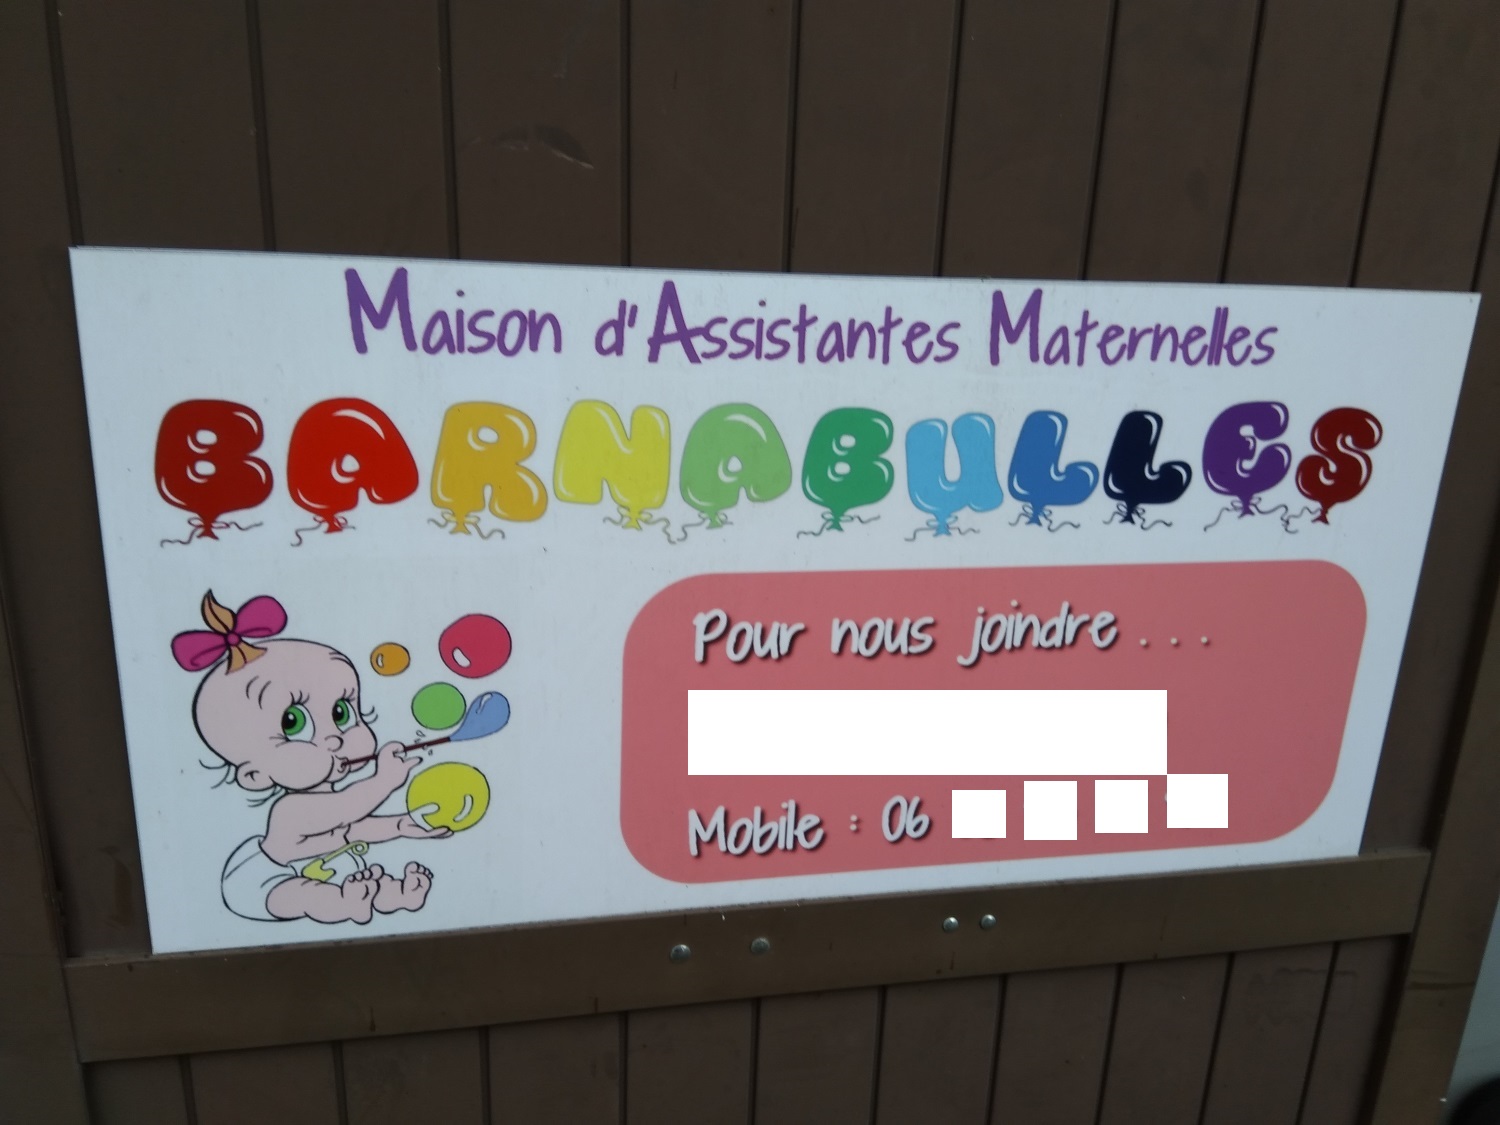 Maison d'Assistantes Maternelles
BARNABULLES
Pour nous joindre . . .
Mobile : 06